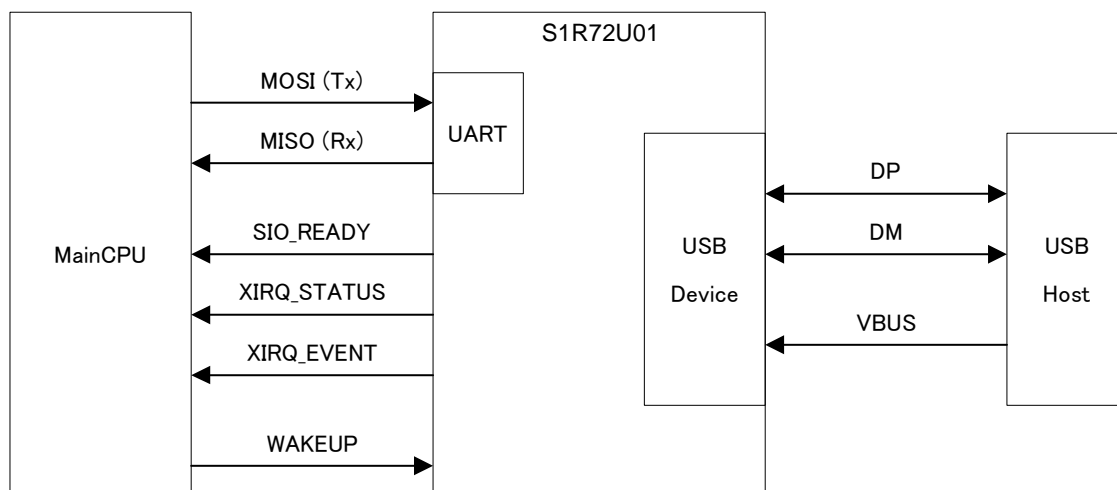 S1R72U01
MOSI (Tx)
UART
MISO (Rx)
DP
SIO_READY
DM
MainCPU
USB
Device
USB
Host
XIRQ_STATUS
VBUS
XIRQ_EVENT
WAKEUP